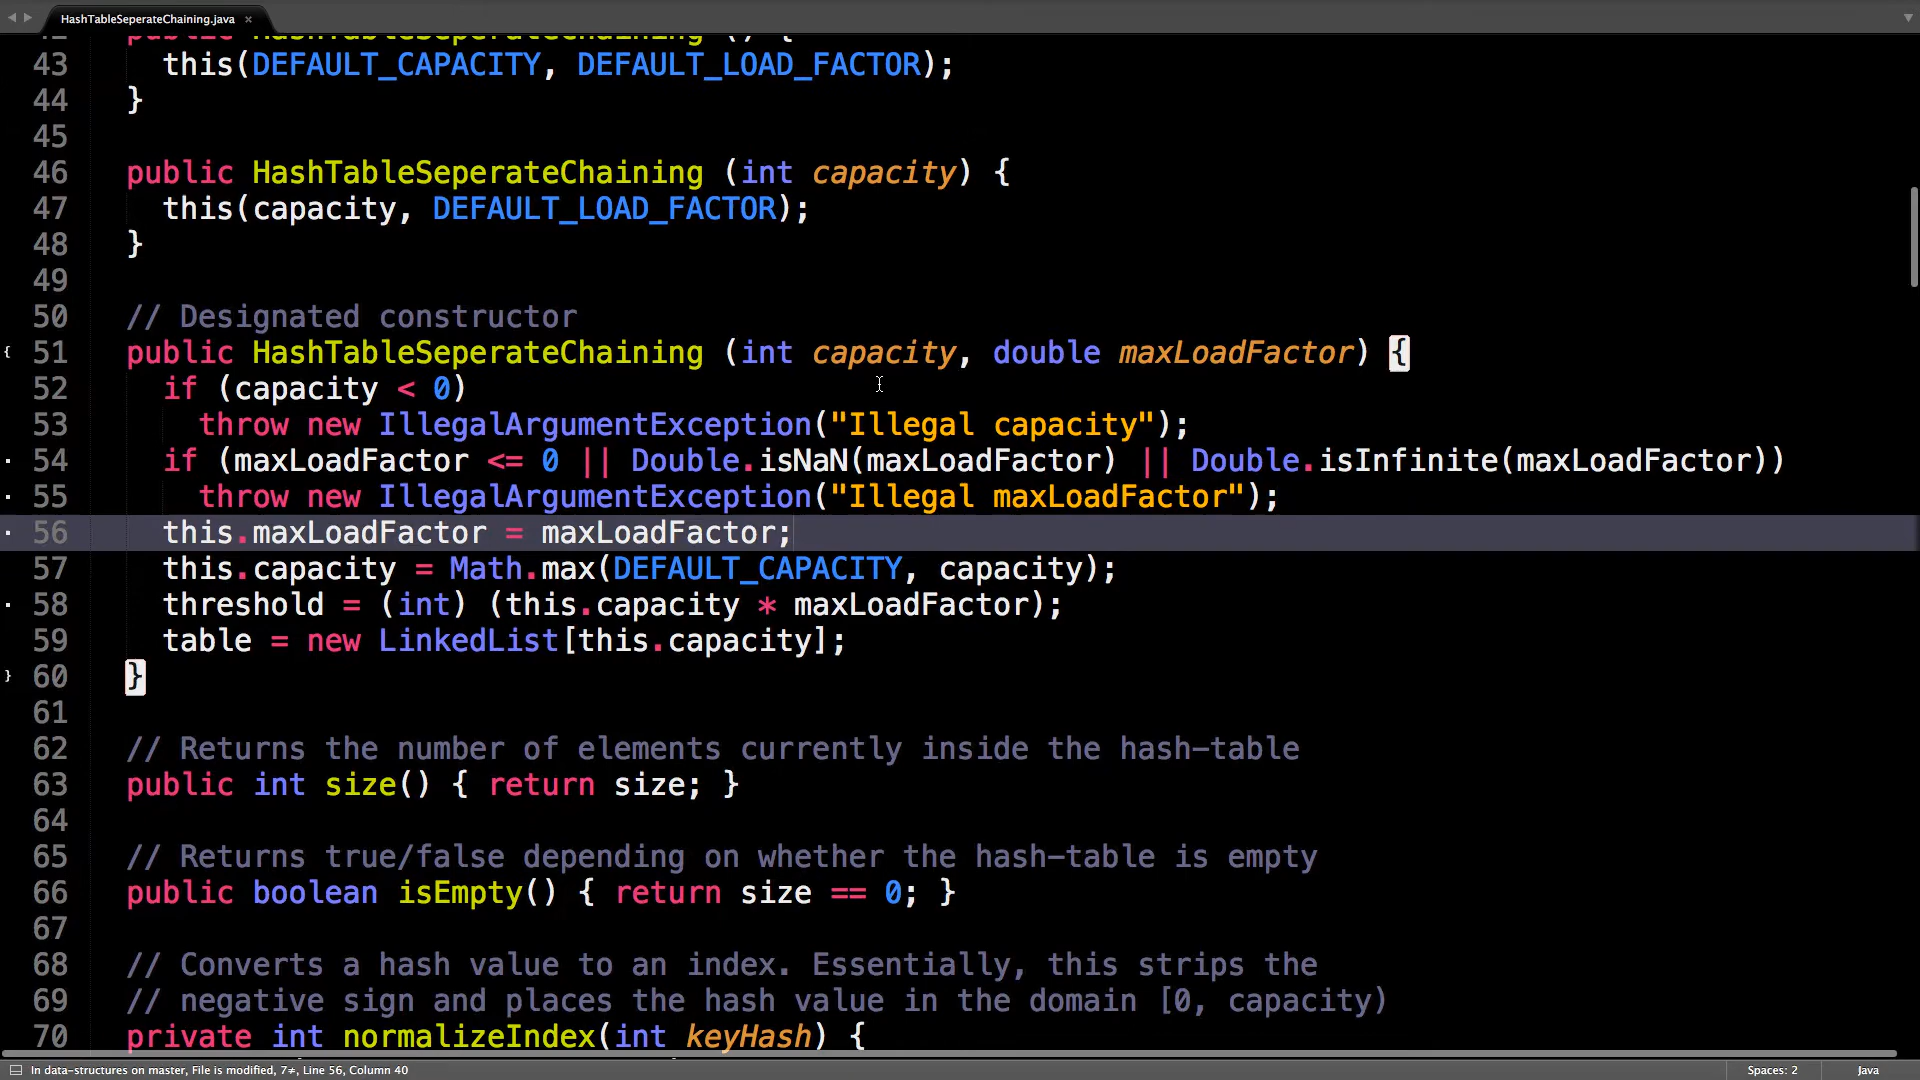 HashTableSeperateChaining.java ×
42 public HashTableSeperateChaining () {
43 this(DEFAULT_CAPACITY, DEFAULT_LOAD_FACTOR);
44 }
45
46 public HashTableSeperateChaining (int capacity) {
47 this(capacity, DEFAULT_LOAD_FACTOR);
48 }
49
50 // Designated constructor
{ 51 public HashTableSeperateChaining (int capacity, double maxLoadFactor) {
52 if (capacity < 0)
53 throw new IllegalArgumentException("Illegal capacity");
54 if (maxLoadFactor <= 0 || Double.isNaN(maxLoadFactor) || Double.isInfinite(maxLoadFactor))
55 throw new IllegalArgumentException("Illegal maxLoadFactor");
56 this.maxLoadFactor = maxLoadFactor;
57 this.capacity = Math.max(DEFAULT_CAPACITY, capacity);
58 threshold = (int) (this.capacity * maxLoadFactor);
59 table = new LinkedList[this.capacity];
} 60 }
61
62 // Returns the number of elements currently inside the hash-table
63 public int size() { return size; }
64
65 // Returns true/false depending on whether the hash-table is empty
66 public boolean isEmpty() { return size == 0; }
67
68 // Converts a hash value to an index. Essentially, this strips the
69 // negative sign and places the hash value in the domain [0, capacity)
70 private int normalizeIndex(int keyHash) {
In data-structures on master, File is modified, 7≠, Line 56, Column 40 Spaces: 2 Java